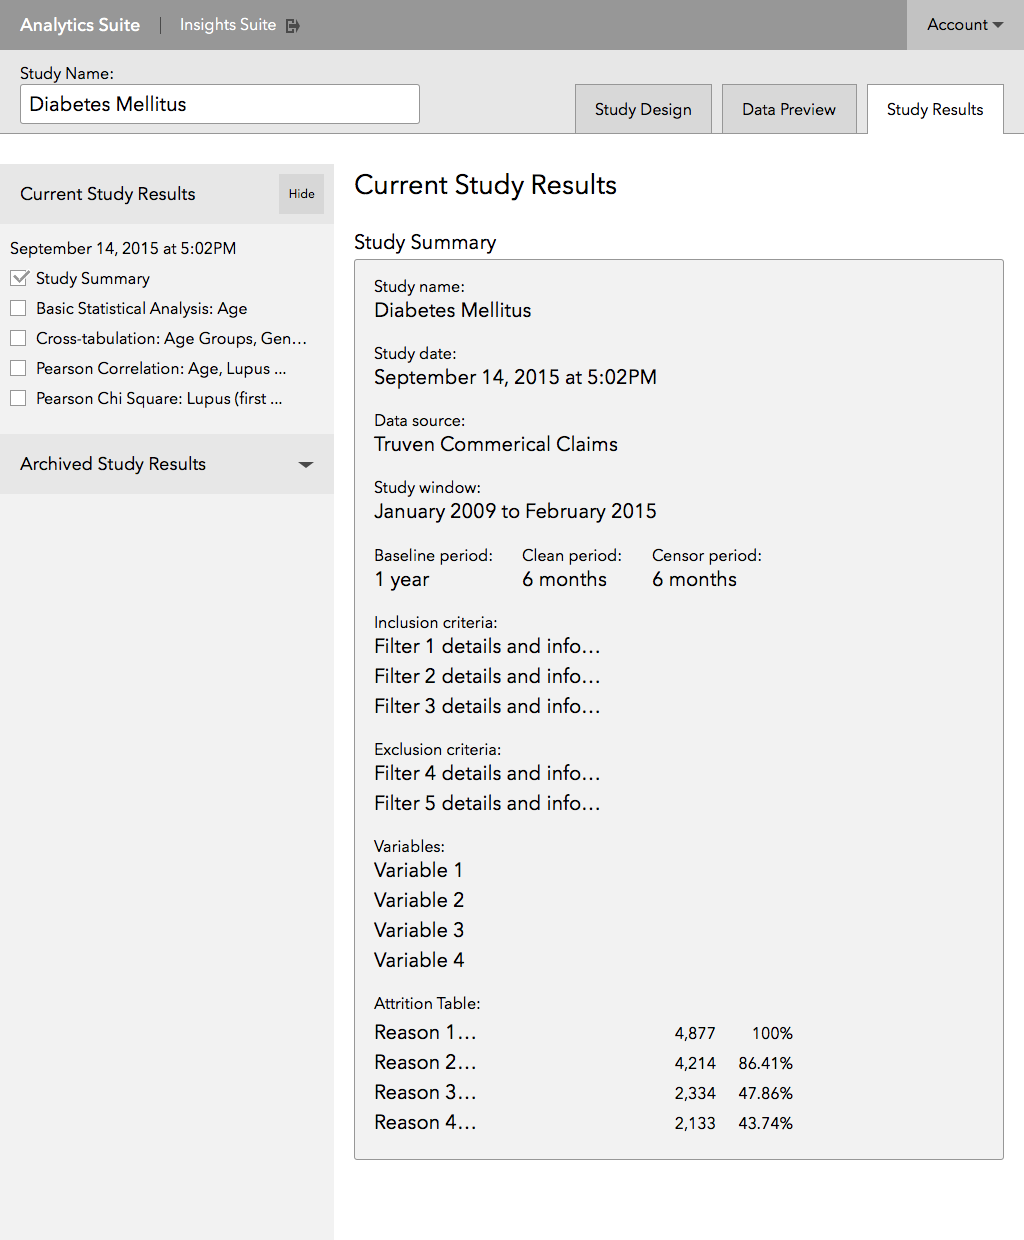 Analytics Suite | Insights Suite Account
Study Name:
Diabetes Mellitus
Study Design Data Preview Study Results
Current Study Results Hide
September 14, 2015 at 5:02PM
Study Summary
Basic Statistical Analysis: Age
Cross-tabulation: Age Groups, Gen...
Pearson Correlation: Age, Lupus ...
Pearson Chi Square: Lupus (first ...
Archived Study Results
Current Study Results
Study Summary
Study name:
Diabetes Mellitus
Study date:
September 14, 2015 at 5:02PM
Data source:
Truven Commerical Claims
Study window:
January 2009 to February 2015
Baseline period: Clean period: Censor period:
1 year 6 months 6 months
Inclusion criteria:
Filter 1 details and info...
Filter 2 details and info...
Filter 3 details and info...
Exclusion criteria:
Filter 4 details and info...
Filter 5 details and info...
Variables:
Variable 1
Variable 2
Variable 3
Variable 4
Attrition Table:
Reason 1... 4,877 100%
Reason 2... 4,214 86.41%
Reason 3... 2,334 47.86%
Reason 4... 2,133 43.74%